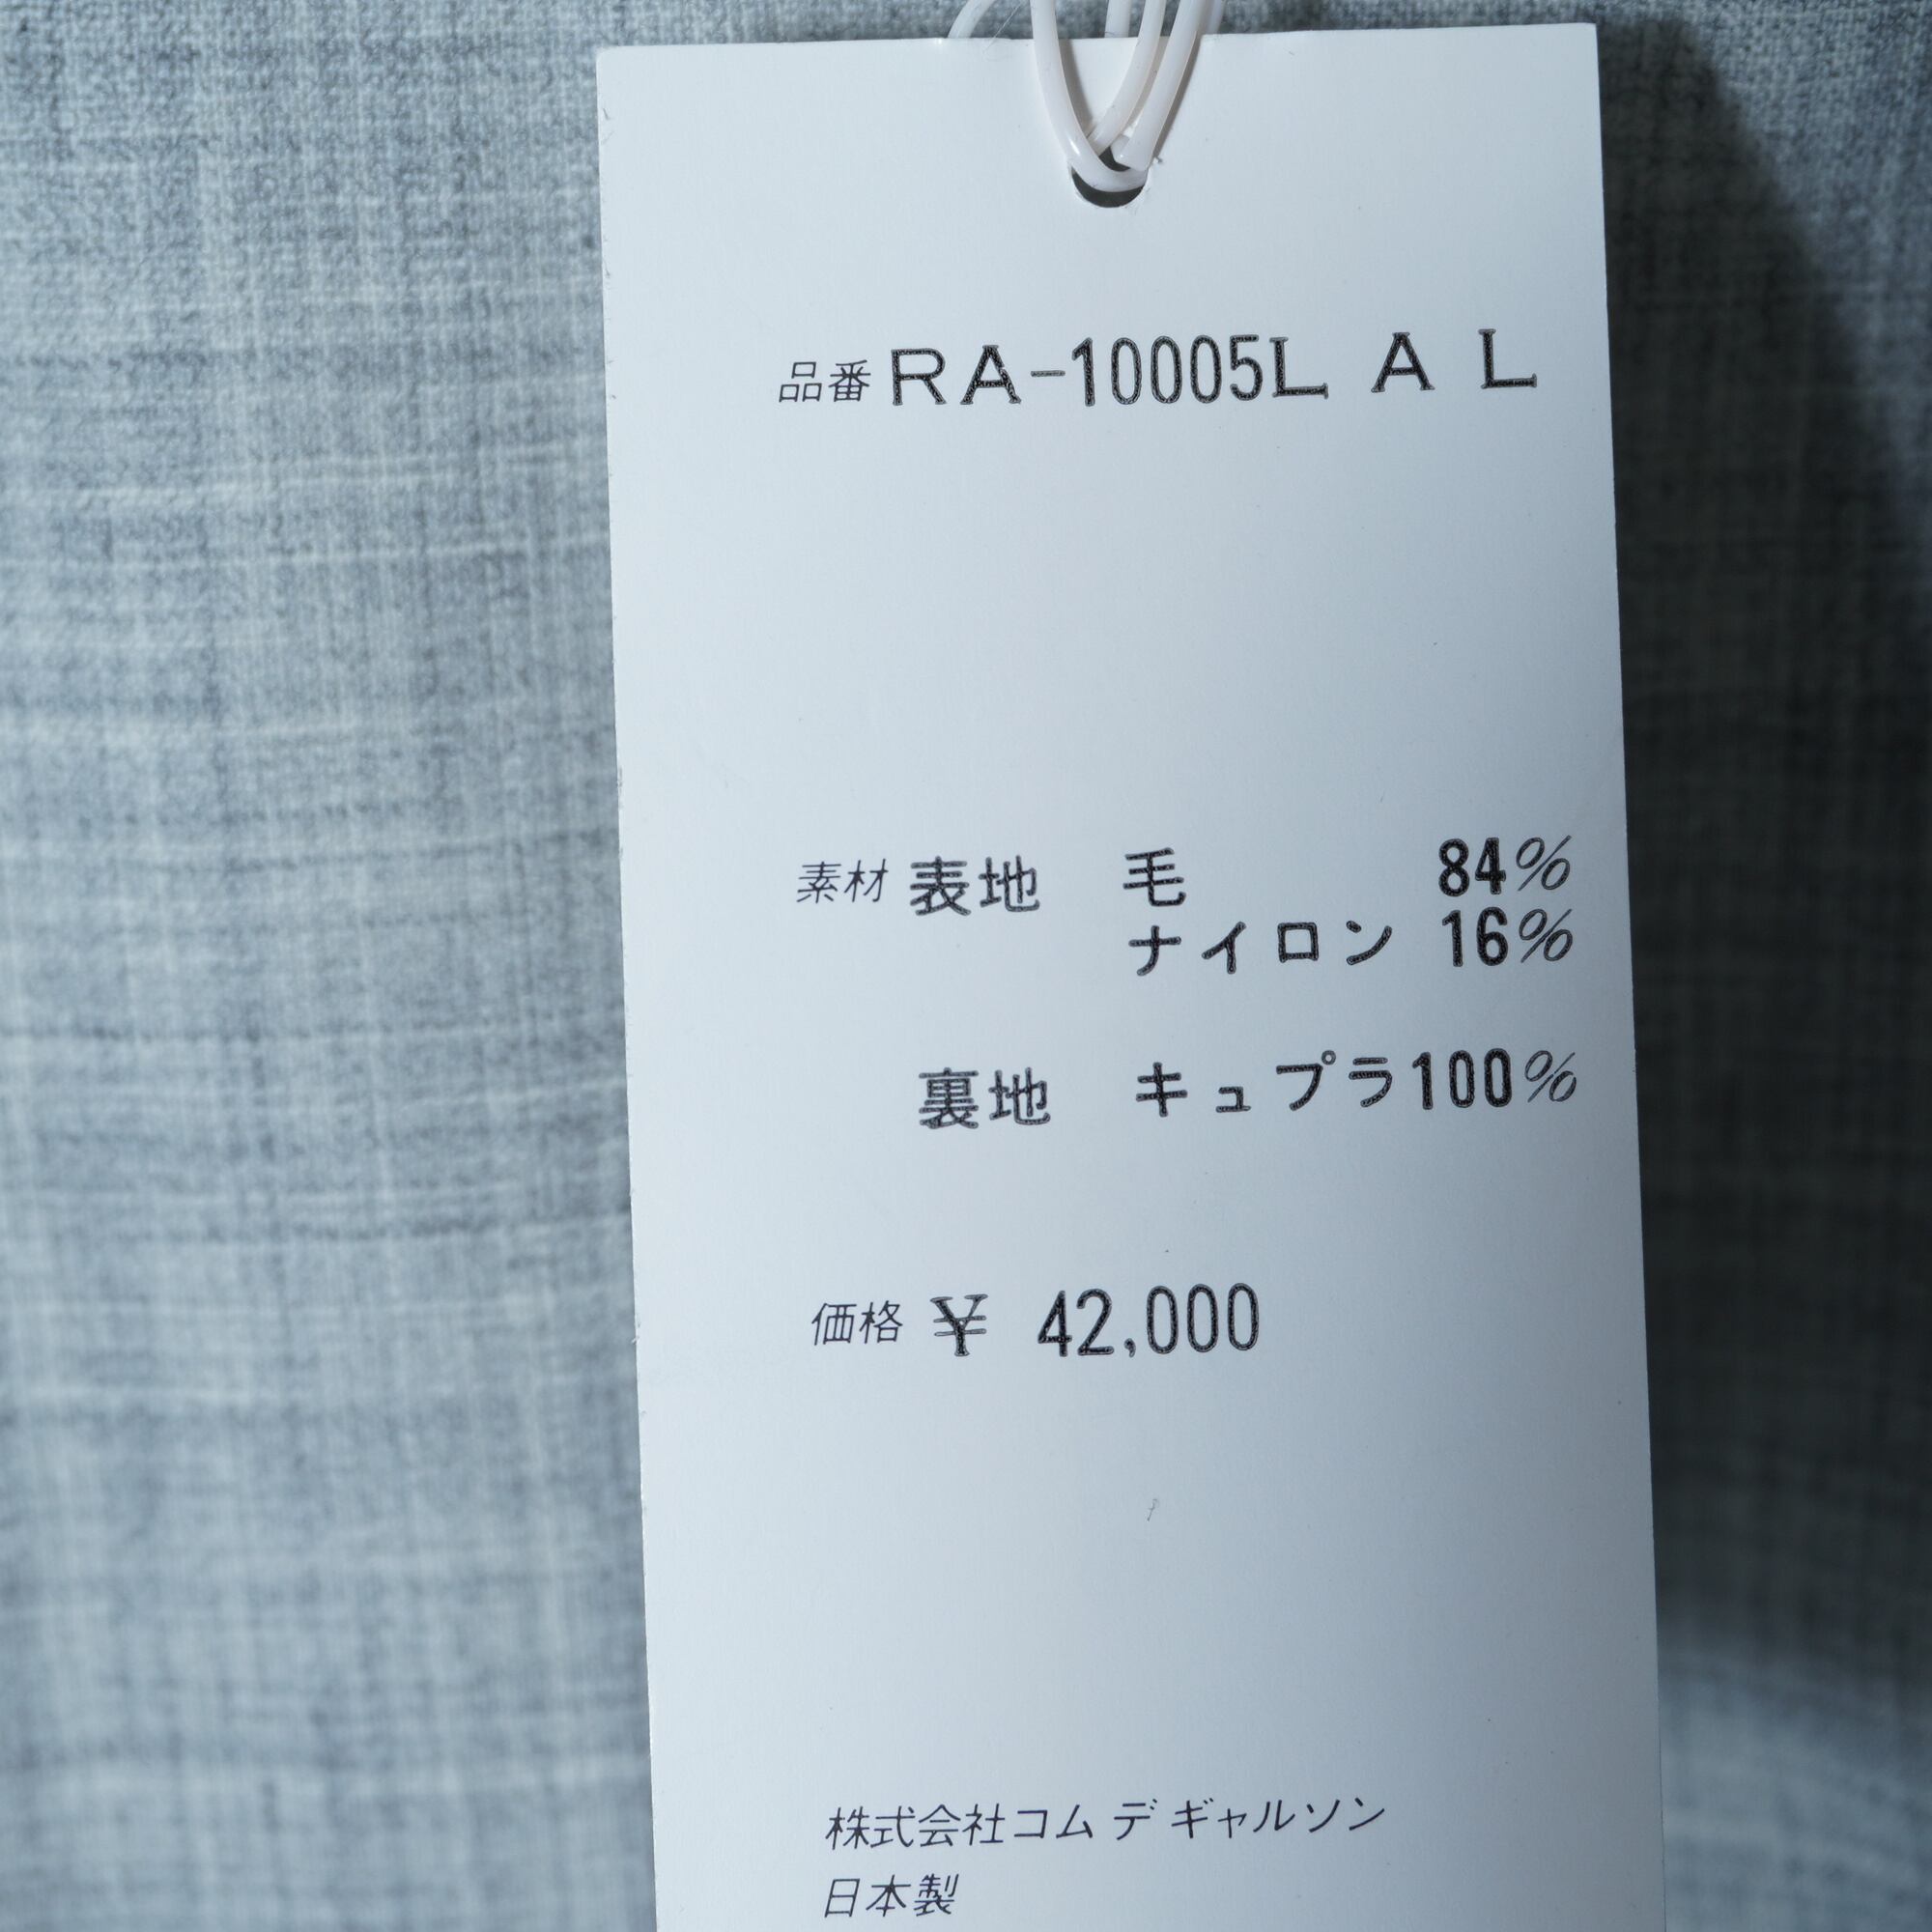 品番 RA-10005L A L
素材 表地 毛 84%
ナイロン 16%
裏地 キュプラ100%
価格 ¥ 42,000
株式会社コム デ ギャルソン
日本製